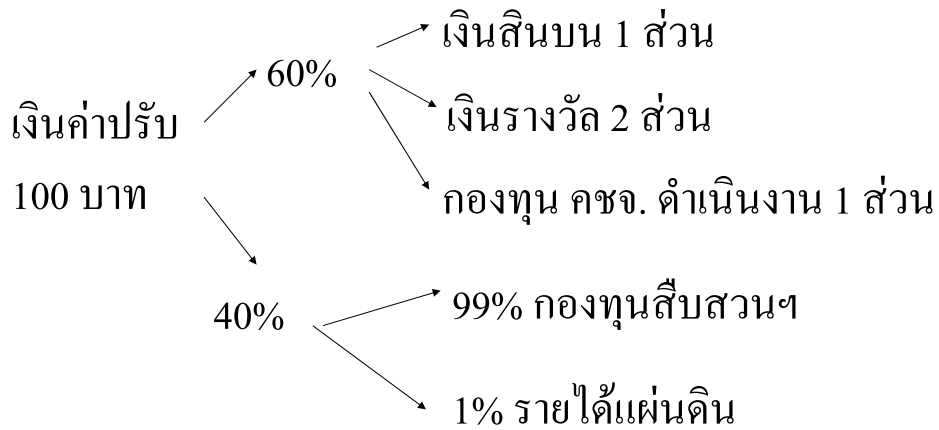 เงินค่าปรับ
100 บาท
60%
เงินสินบน 1 ส่วน
เงินรางวัล 2 ส่วน
กองทุน คชจ. ดำเนินงาน 1 ส่วน
40%
99% กองทุนสืบสวนฯ
1% รายได้แผ่นดิน